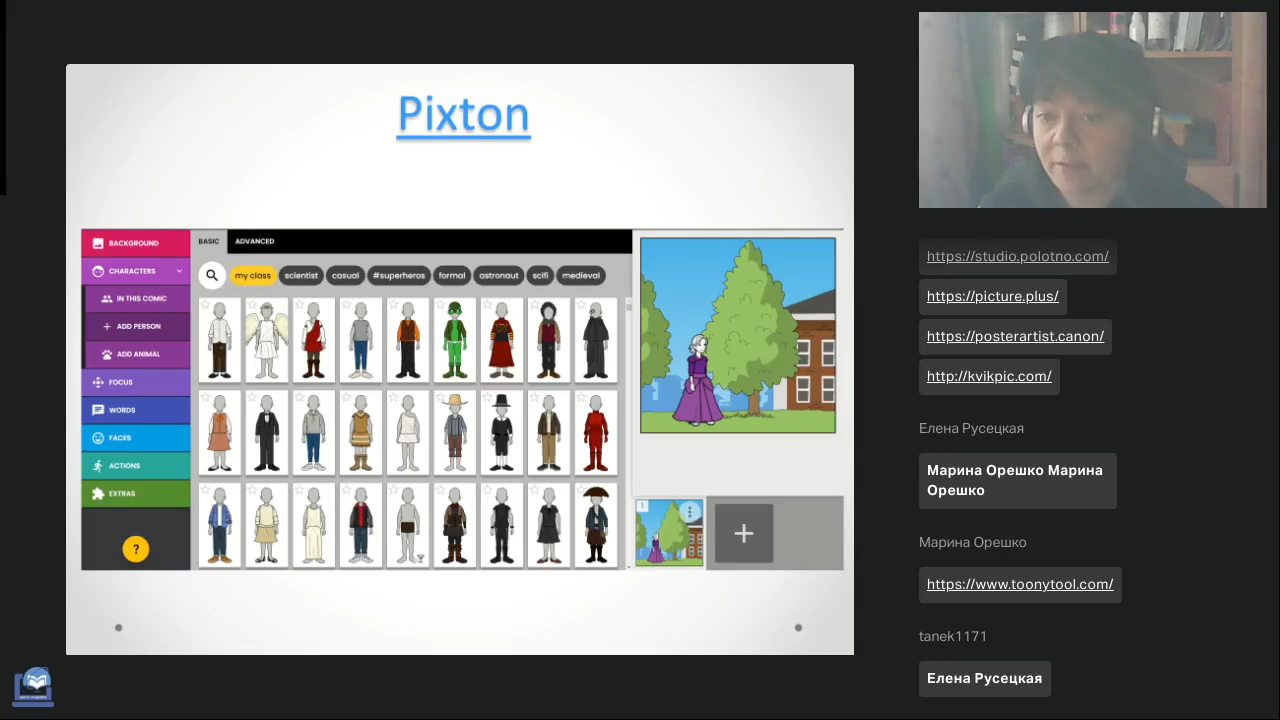 Pixton
BACKGROUND
CHARACTERS
IN THIS COMIC
ADD PERSON
ADD ANIMAL
FOCUS
WORDS
FACES
ACTIONS
EXTRAS
?
BASIC
ADVANCED
my class
scientist
casual
#superheros
formal
astronaut
scifi
medieval
1
+
https://studio.polotno.com/
https://picture.plus/
https://posterartist.canon/
http://kvikpic.com/
Елена Русецкая
Марина Орешко Марина
Орешко
Марина Орешко
https://www.toonytool.com/
tanek1171
Елена Русецкая